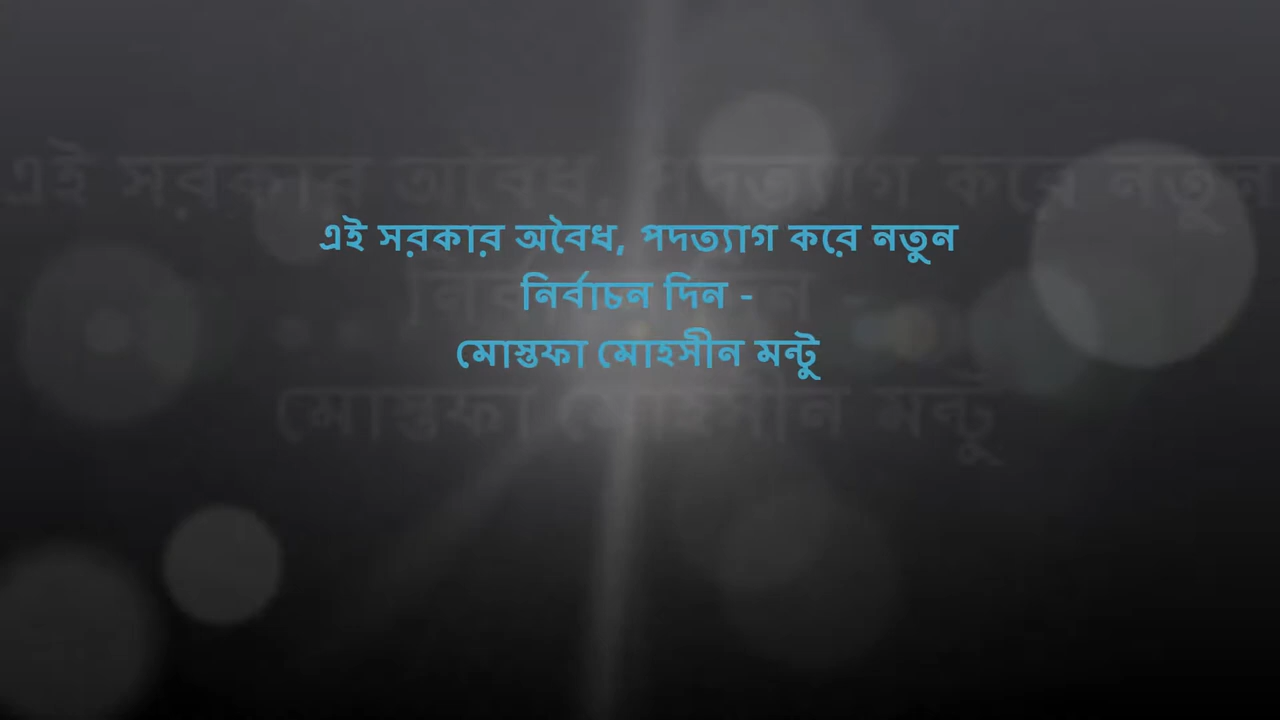 এই সরকার অবৈধ, পদত্যাগ করে নতুন
নির্বাচন দিন -
মোস্তফা মোহসীন মন্টু